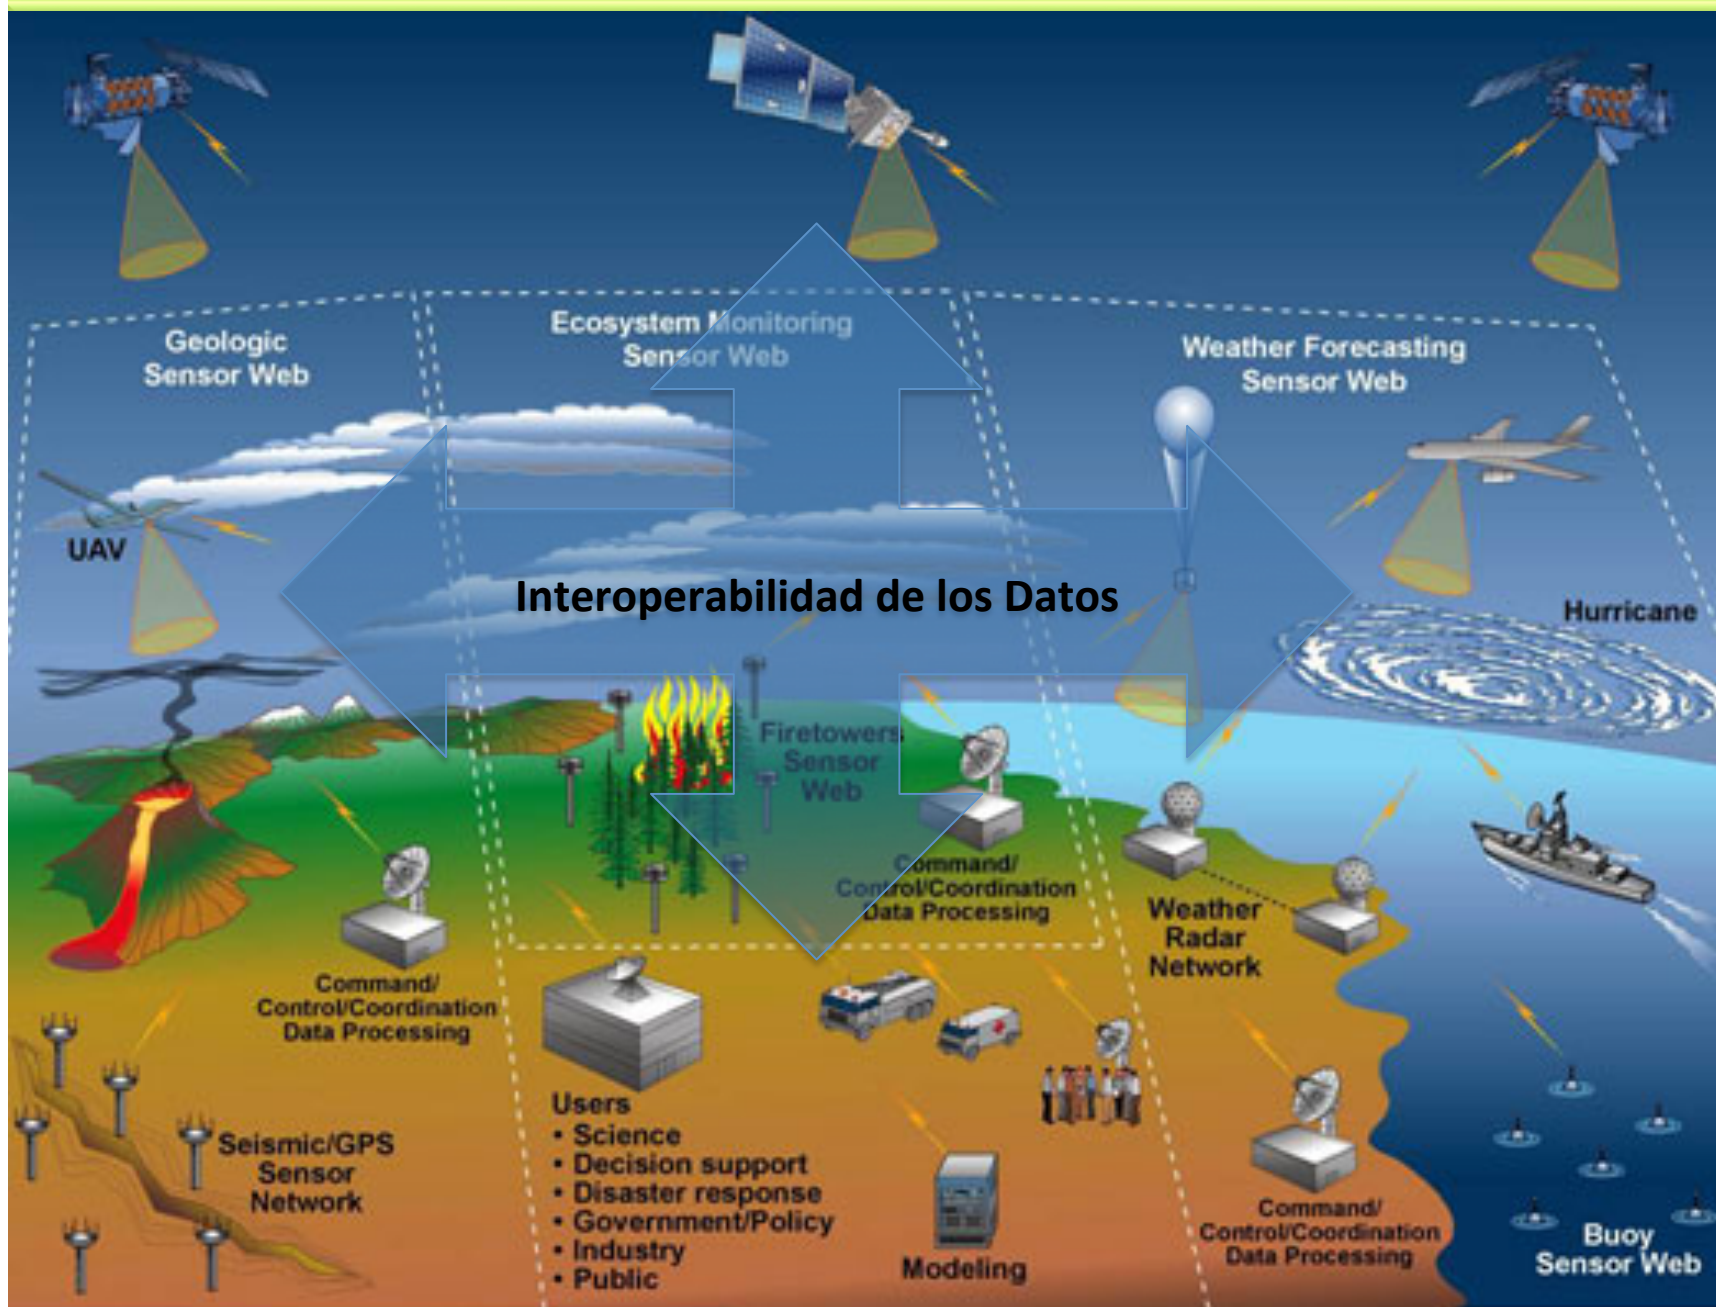 Geologic
Sensor Web
Ecosystem Monitoring
Sensor Web
Weather Forecasting
Sensor Web
UAV
Interoperabilidad de los Datos
Hurricane
Firetowers
Sensor
Web
Command/
Control/Coordination
Data Processing
Weather
Radar
Network
Command/
Control/Coordination
Data Processing
Seismic/GPS
Sensor
Network
Users
• Science
• Decision support
• Disaster response
• Government/Policy
• Industry
• Public
Modeling
Command/
Control/Coordination
Data Processing
Buoy
Sensor Web